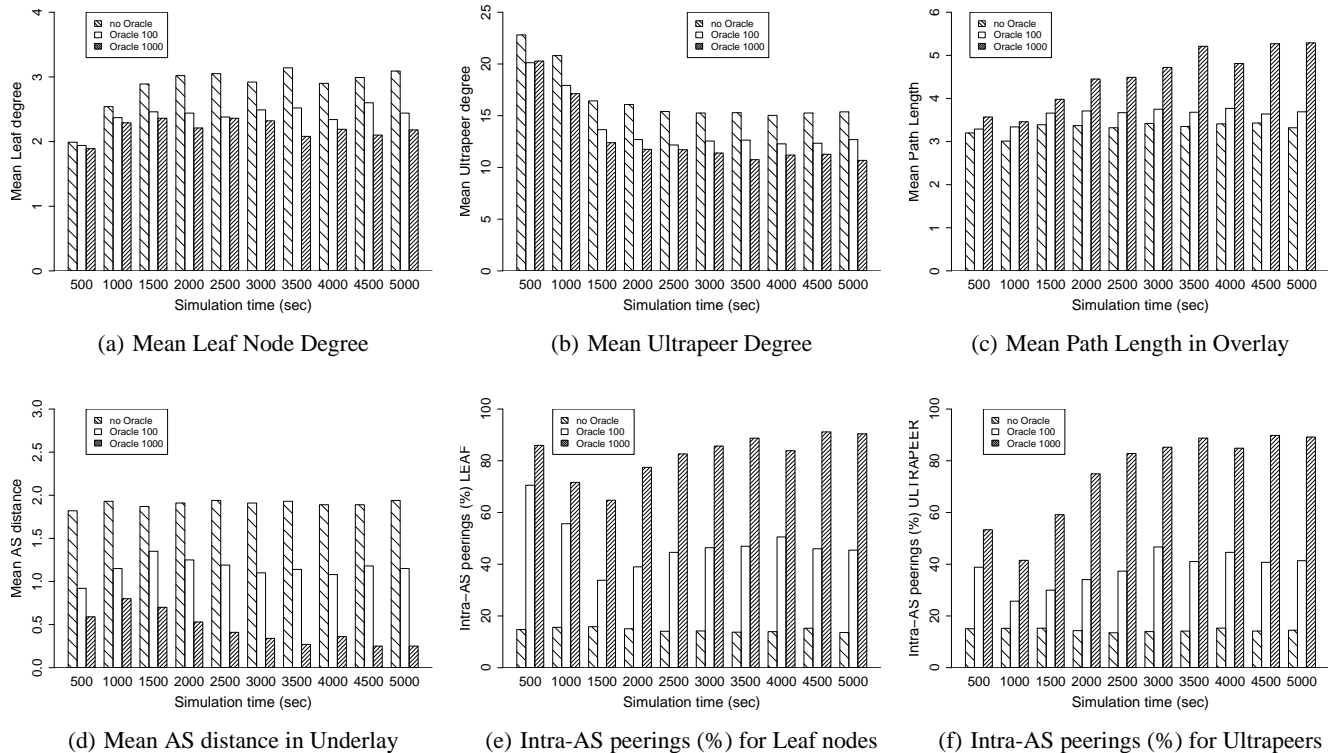 Mean Leaf degree
0 1 2 3 4
no Oracle
Oracle 100
Oracle 1000
500 1000 1500 2000 2500 3000 3500 4000 4500 5000
Simulation time (sec)
(a) Mean Leaf Node Degree
Mean Ultrapeer degree
0 5 10 15 20 25
no Oracle
Oracle 100
Oracle 1000
500 1000 1500 2000 2500 3000 3500 4000 4500 5000
Simulation time (sec)
(b) Mean Ultrapeer Degree
Mean Path Length
0 1 2 3 4 5 6
no Oracle
Oracle 100
Oracle 1000
500 1000 1500 2000 2500 3000 3500 4000 4500 5000
Simulation time (sec)
(c) Mean Path Length in Overlay
Mean AS distance
0.0 0.5 1.0 1.5 2.0 2.5 3.0
no Oracle
Oracle 100
Oracle 1000
500 1000 1500 2000 2500 3000 3500 4000 4500 5000
Simulation time (sec)
(d) Mean AS distance in Underlay
Intra−AS peerings (%) LEAF
0 20 40 60 80 100
no Oracle
Oracle 100
Oracle 1000
500 1000 1500 2000 2500 3000 3500 4000 4500 5000
Simulation time (sec)
(e) Intra-AS peerings (%) for Leaf nodes
Intra−AS peerings (%) ULTRAPEER
0 20 40 60 80 100
no Oracle
Oracle 100
Oracle 1000
500 1000 1500 2000 2500 3000 3500 4000 4500 5000
Simulation time (sec)
(f) Intra-AS peerings (%) for Ultrapeers